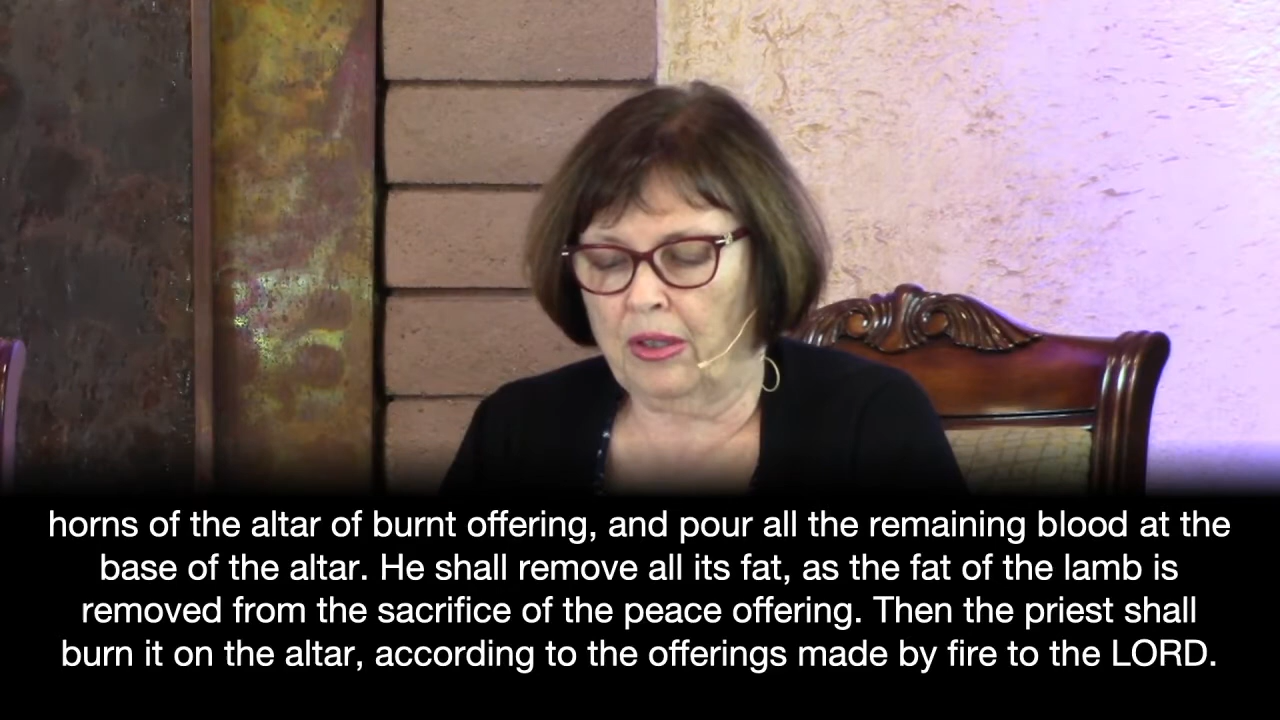 horns of the altar of burnt offering, and pour all the remaining blood at the
base of the altar. He shall remove all its fat, as the fat of the lamb is
removed from the sacrifice of the peace offering. Then the priest shall
burn it on the altar, according to the offerings made by fire to the LORD.